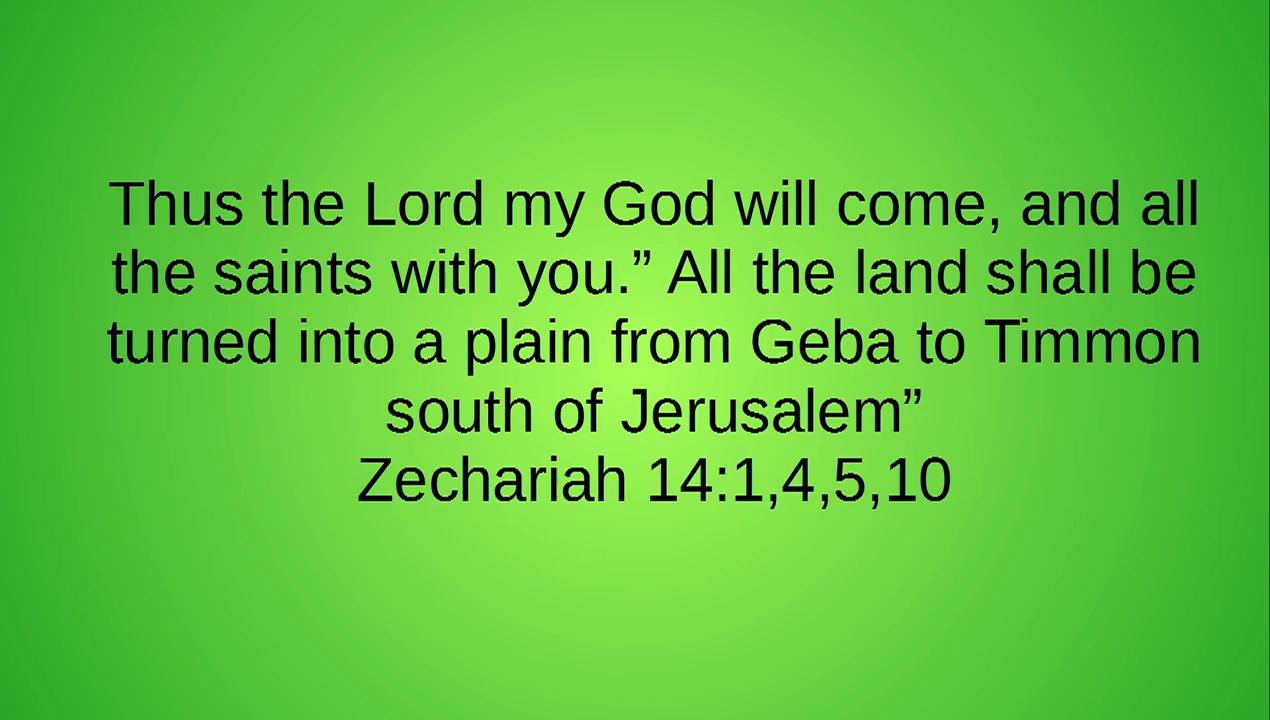 Thus the Lord my God will come, and all
the saints with you.” All the land shall be
turned into a plain from Geba to Timmon
south of Jerusalem”
Zechariah 14:1,4,5,10